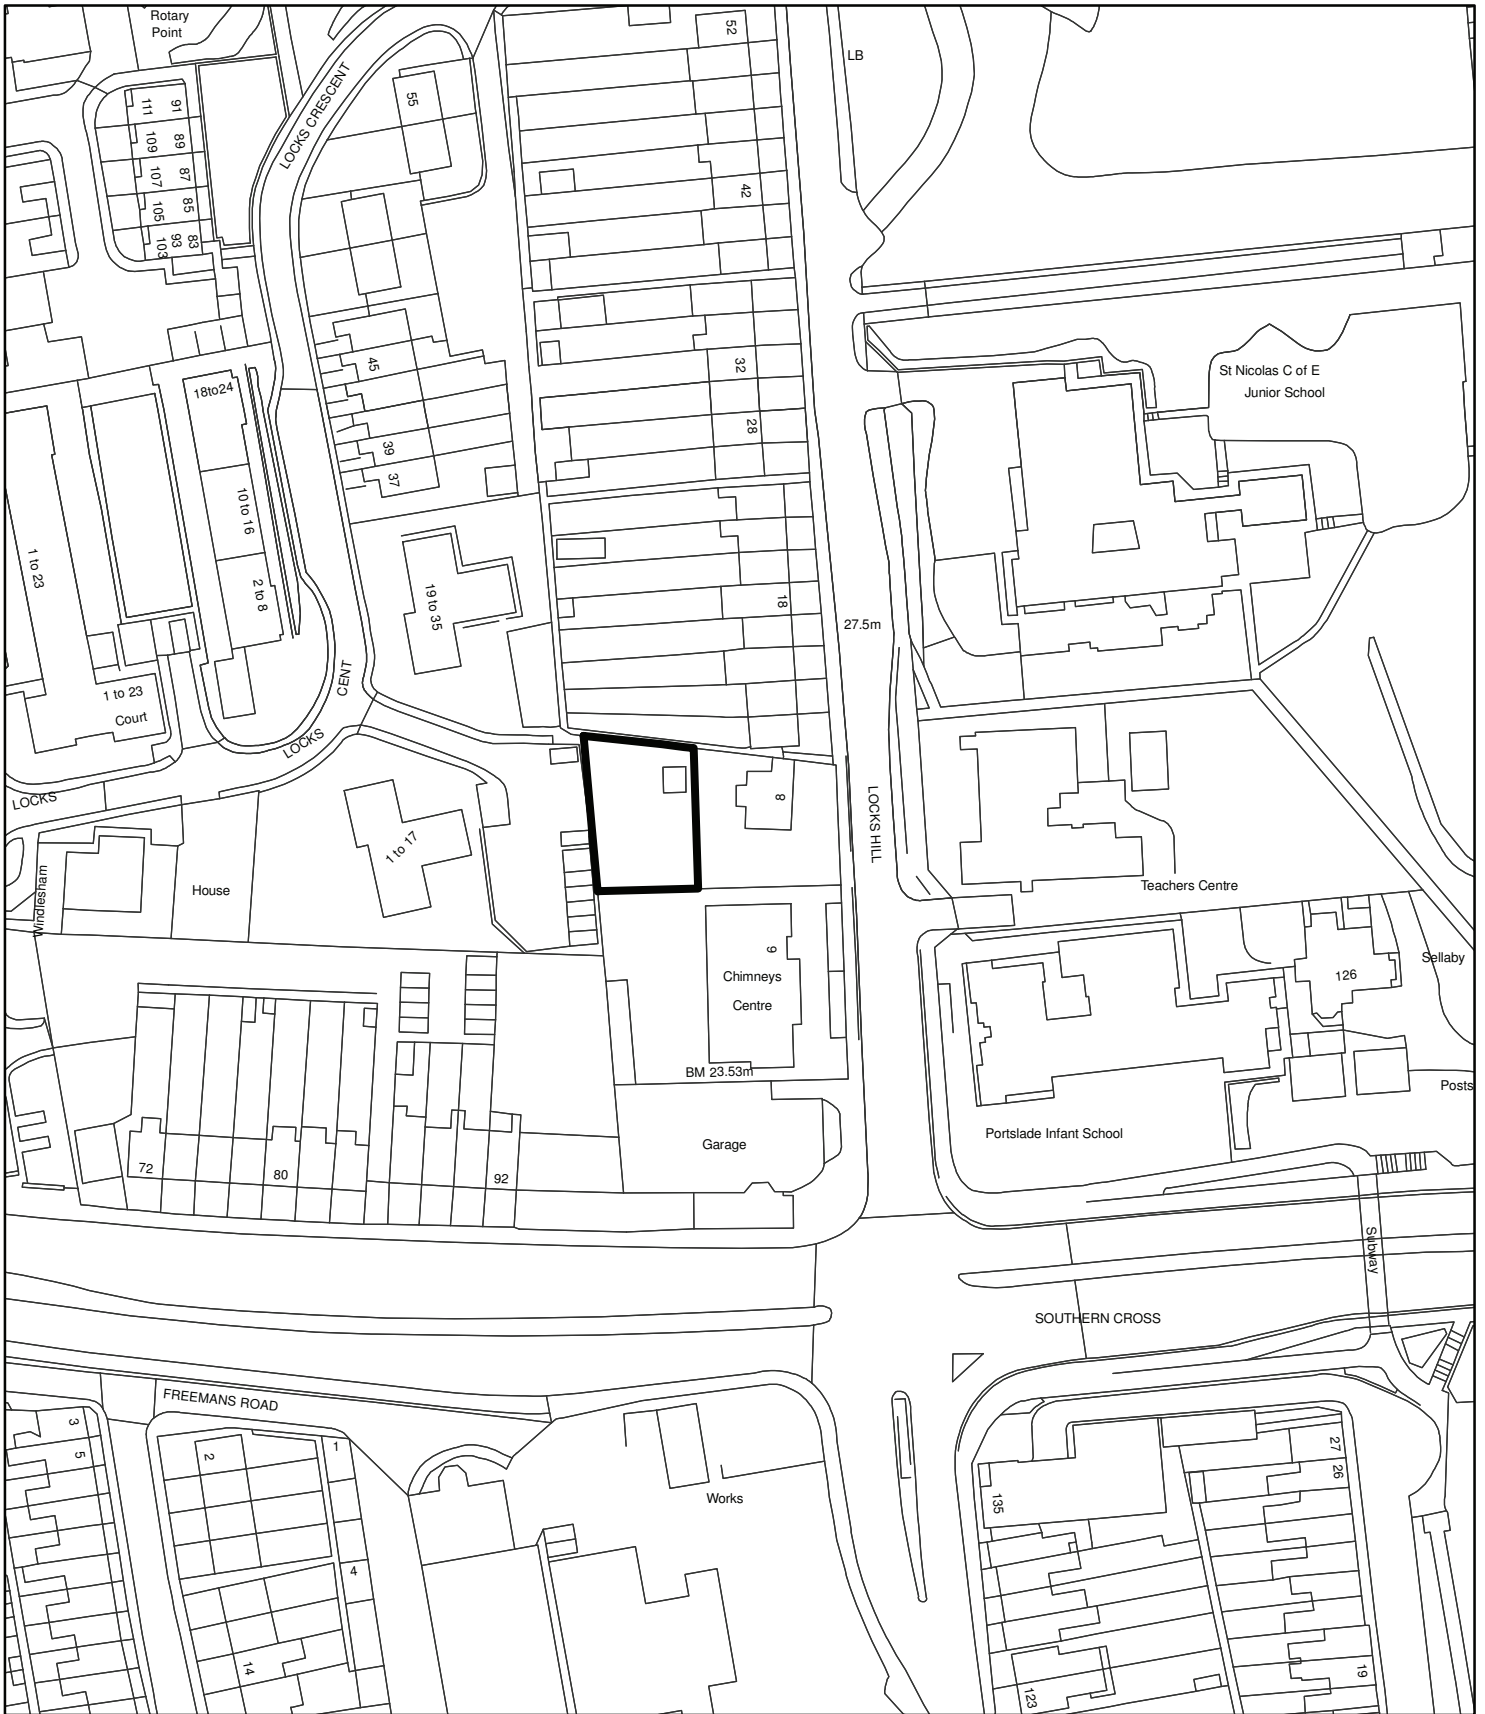 Rotary
Point
52
LB
LOCKS CRESCENT
55
111
91
109
89
107
87
105
85
103
93
83
42
45
32
St Nicolas C of E
Junior School
18to24
28
39
37
10 to 16
1 to 23
2 to 8
19 to 35
18
27.5m
CENT
1 to 23
Court
LOCKS
LOCKS
8
LOCKS HILL
1 to 17
House
Windlesham
Teachers Centre
9
Chimneys
Centre
126
Sellaby
BM 23.53m
Posts
Garage
Portslade Infant School
72
80
92
Subway
SOUTHERN CROSS
FREEMANS ROAD
3
5
2
1
27
26
Works
135
4
14
19
123